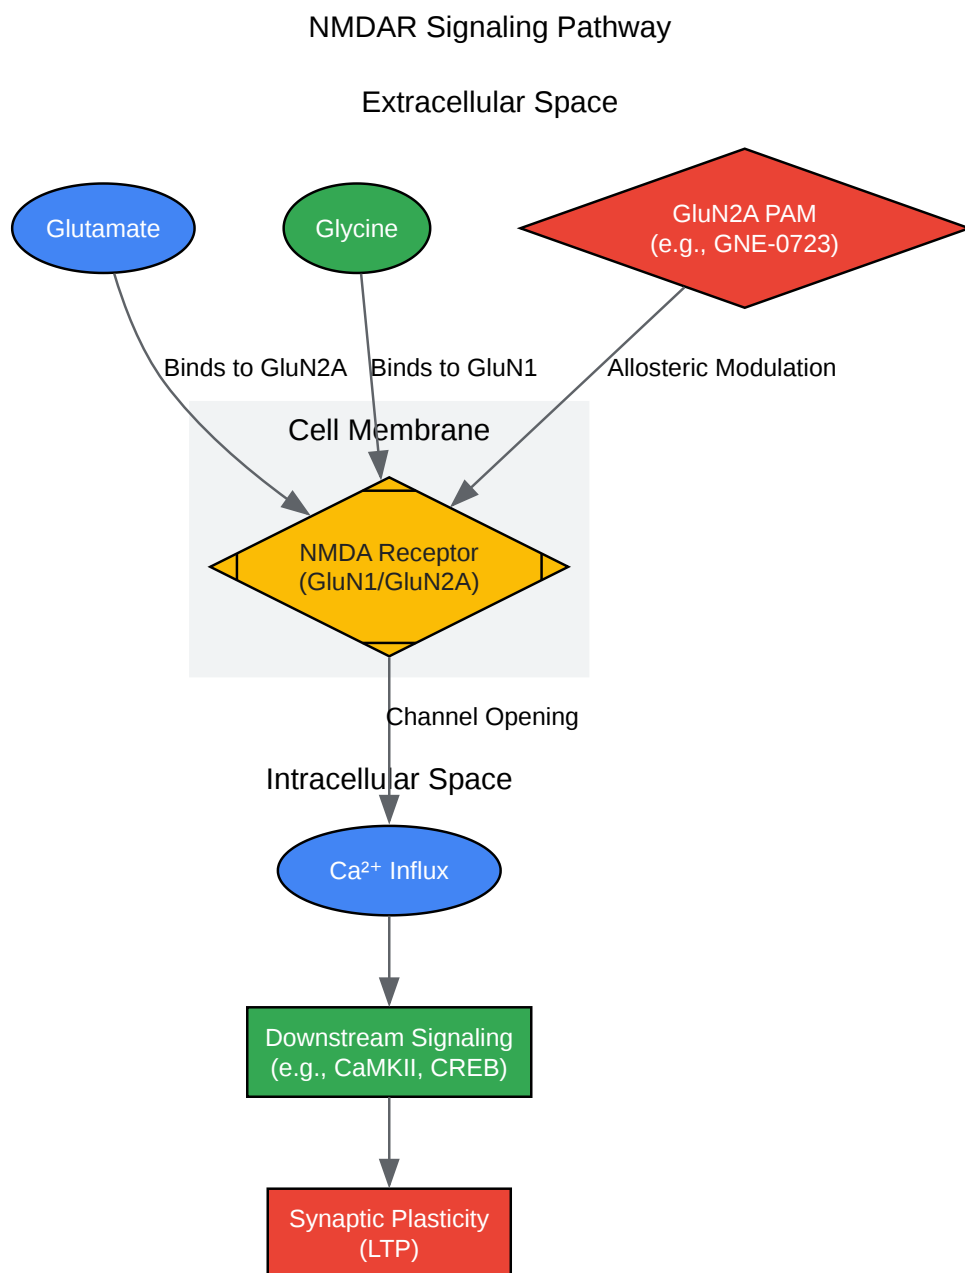 NMDAR Signaling Pathway
Extracellular Space
Glutamate
Glycine
GluN2A PAM
(e.g., GNE-0723)
Binds to GluN2A
Binds to GluN1
Allosteric Modulation
Cell Membrane
NMDA Receptor
(GluN1/GluN2A)
Channel Opening
Intracellular Space
Ca²⁺ Influx
Downstream Signaling
(e.g., CaMKII, CREB)
Synaptic Plasticity
(LTP)